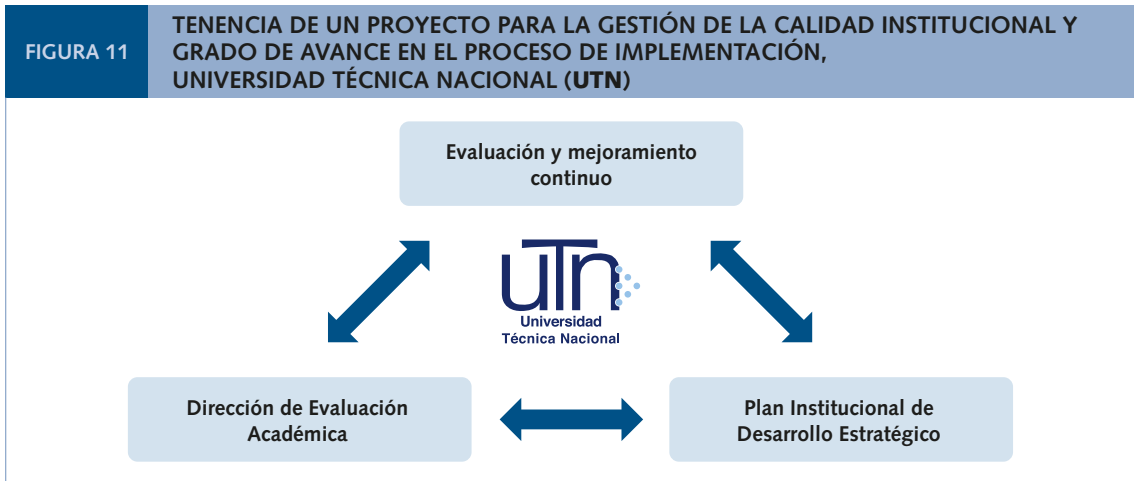 FIGURA 11
TENENCIA DE UN PROYECTO PARA LA GESTIÓN DE LA CALIDAD INSTITUCIONAL Y
GRADO DE AVANCE EN EL PROCESO DE IMPLEMENTACIÓN,
UNIVERSIDAD TÉCNICA NACIONAL (UTN)
Evaluación y mejoramiento
continuo
uTn
Universidad
Técnica Nacional
Dirección de Evaluación
Académica
Plan Institucional de
Desarrollo Estratégico